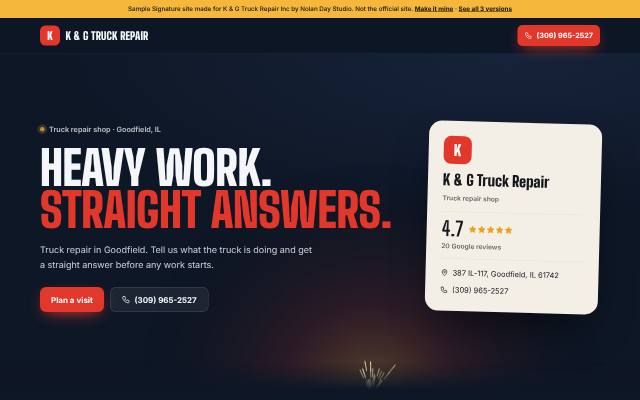 Sample Signature site made for K & G Truck Repair Inc by Nolan Day Studio. Not the official site. Make it mine · See all 3 versions
K K & G TRUCK REPAIR
(309) 965-2527
Truck repair shop · Goodfield, IL
HEAVY WORK.
STRAIGHT ANSWERS.
Truck repair in Goodfield. Tell us what the truck is doing and get
a straight answer before any work starts.
Plan a visit
(309) 965-2527
K
K & G Truck Repair
Truck repair shop
4.7
20 Google reviews
387 IL-117, Goodfield, IL 61742
(309) 965-2527